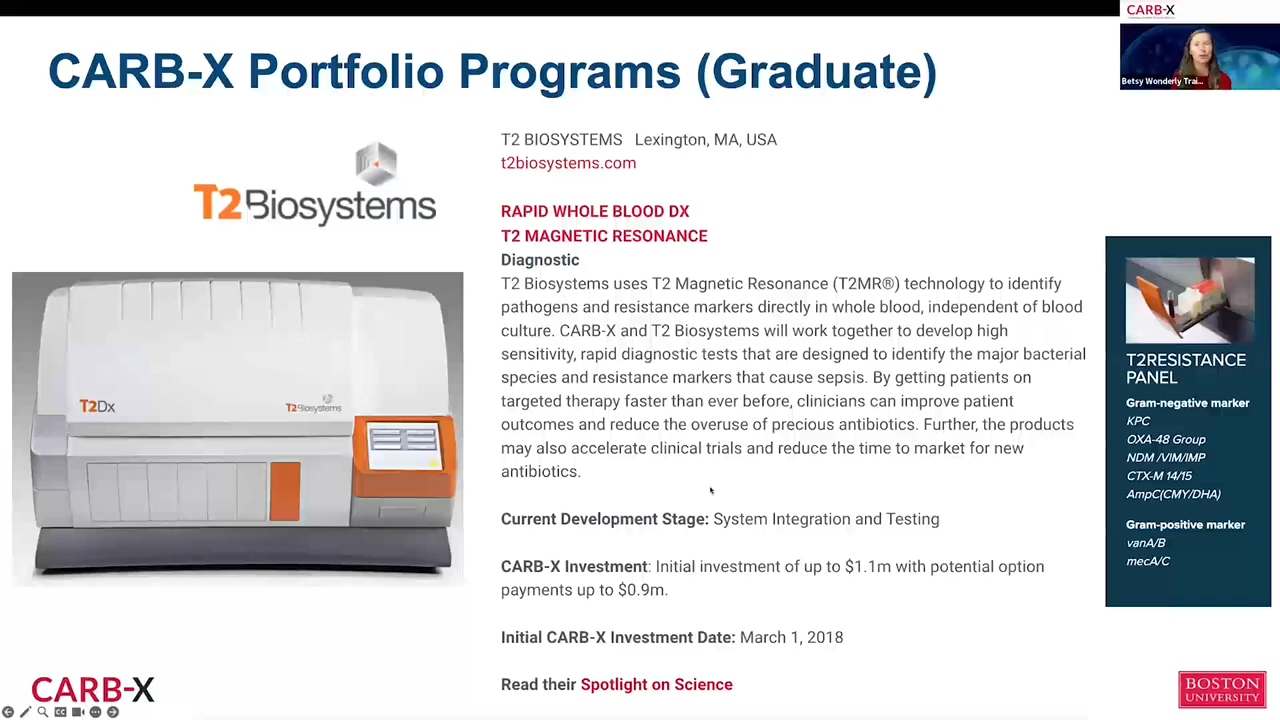 CARB-X
Betsy Wonderly Trai...
CARB-X Portfolio Programs (Graduate)
T2Biosystems
T2 BIOSYSTEMS Lexington, MA, USA
t2biosystems.com
RAPID WHOLE BLOOD DX
T2 MAGNETIC RESONANCE
Diagnostic
T2 Biosystems uses T2 Magnetic Resonance (T2MR®) technology to identify
pathogens and resistance markers directly in whole blood, independent of blood
culture. CARB-X and T2 Biosystems will work together to develop high
sensitivity, rapid diagnostic tests that are designed to identify the major bacterial
species and resistance markers that cause sepsis. By getting patients on
targeted therapy faster than ever before, clinicians can improve patient
outcomes and reduce the overuse of precious antibiotics. Further, the products
may also accelerate clinical trials and reduce the time to market for new
antibiotics.
Current Development Stage: System Integration and Testing
CARB-X Investment: Initial investment of up to $1.1m with potential option
payments up to $0.9m.
Initial CARB-X Investment Date: March 1, 2018
Read their Spotlight on Science
T2Dx
T2Biosystems
T2RESISTANCE
PANEL
Gram-negative marker
KPC
OXA-48 Group
NDM /VIM/IMP
CTX-M 14/15
AmpC(CMY/DHA)
Gram-positive marker
vanA/B
mecA/C
CARB-X
BOSTON
UNIVERSITY